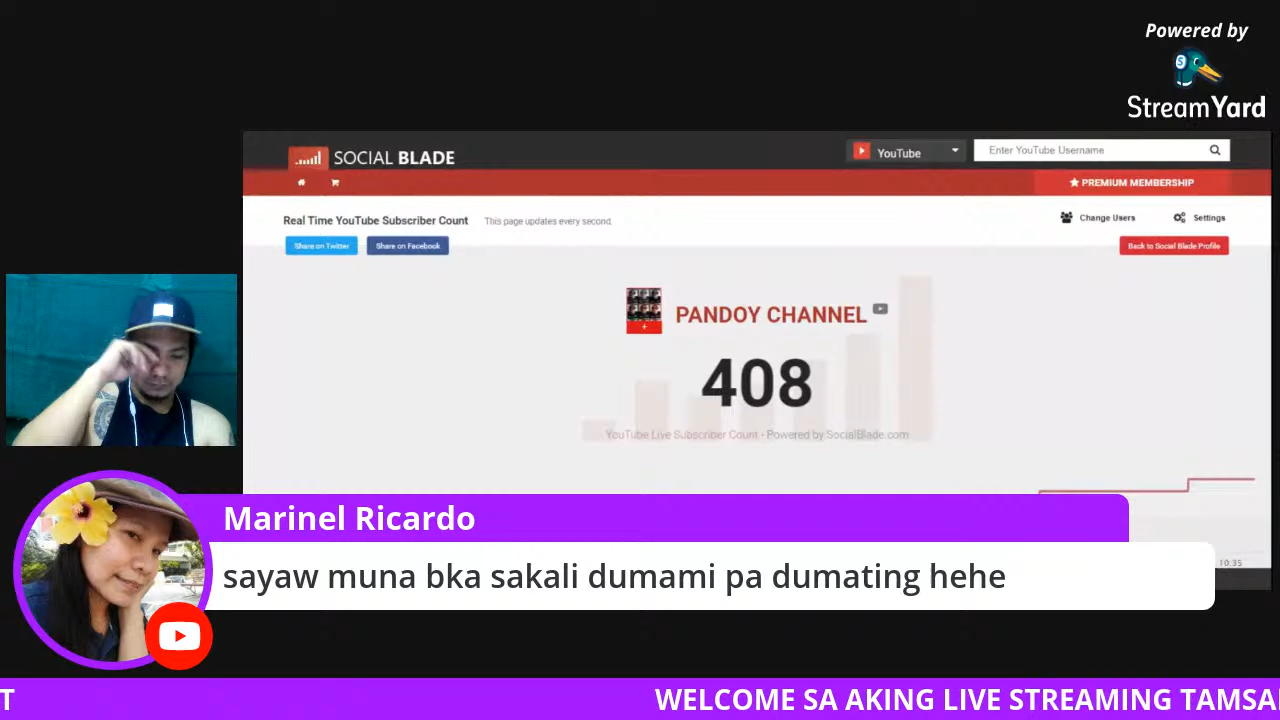 Powered by
StreamYard
SOCIAL BLADE
YouTube
Enter YouTube Username
PREMIUM MEMBERSHIP
Real Time YouTube Subscriber Count
This page updates every second.
Change Users
Settings
Share on Twitter
Share on Facebook
Back to Social Blade Profile
PANDOY CHANNEL
408
YouTube Live Subscriber Count - Powered by SocialBlade.com
Marinel Ricardo
sayaw muna bka sakali dumami pa dumating hehe
10:35
T WELCOME SA AKING LIVE STREAMING TAMSA